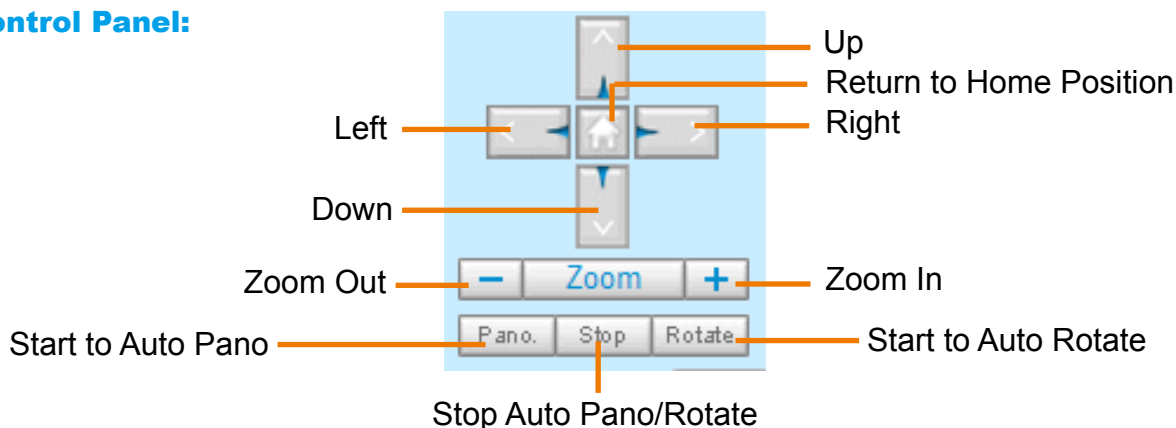 ontrol Panel:
Up
Return to Home Position
Left
Right
Down
Zoom Out
Zoom
Zoom In
Start to Auto Pano
Pano.
Stop
Rotate
Start to Auto Rotate
Stop Auto Pano/Rotate